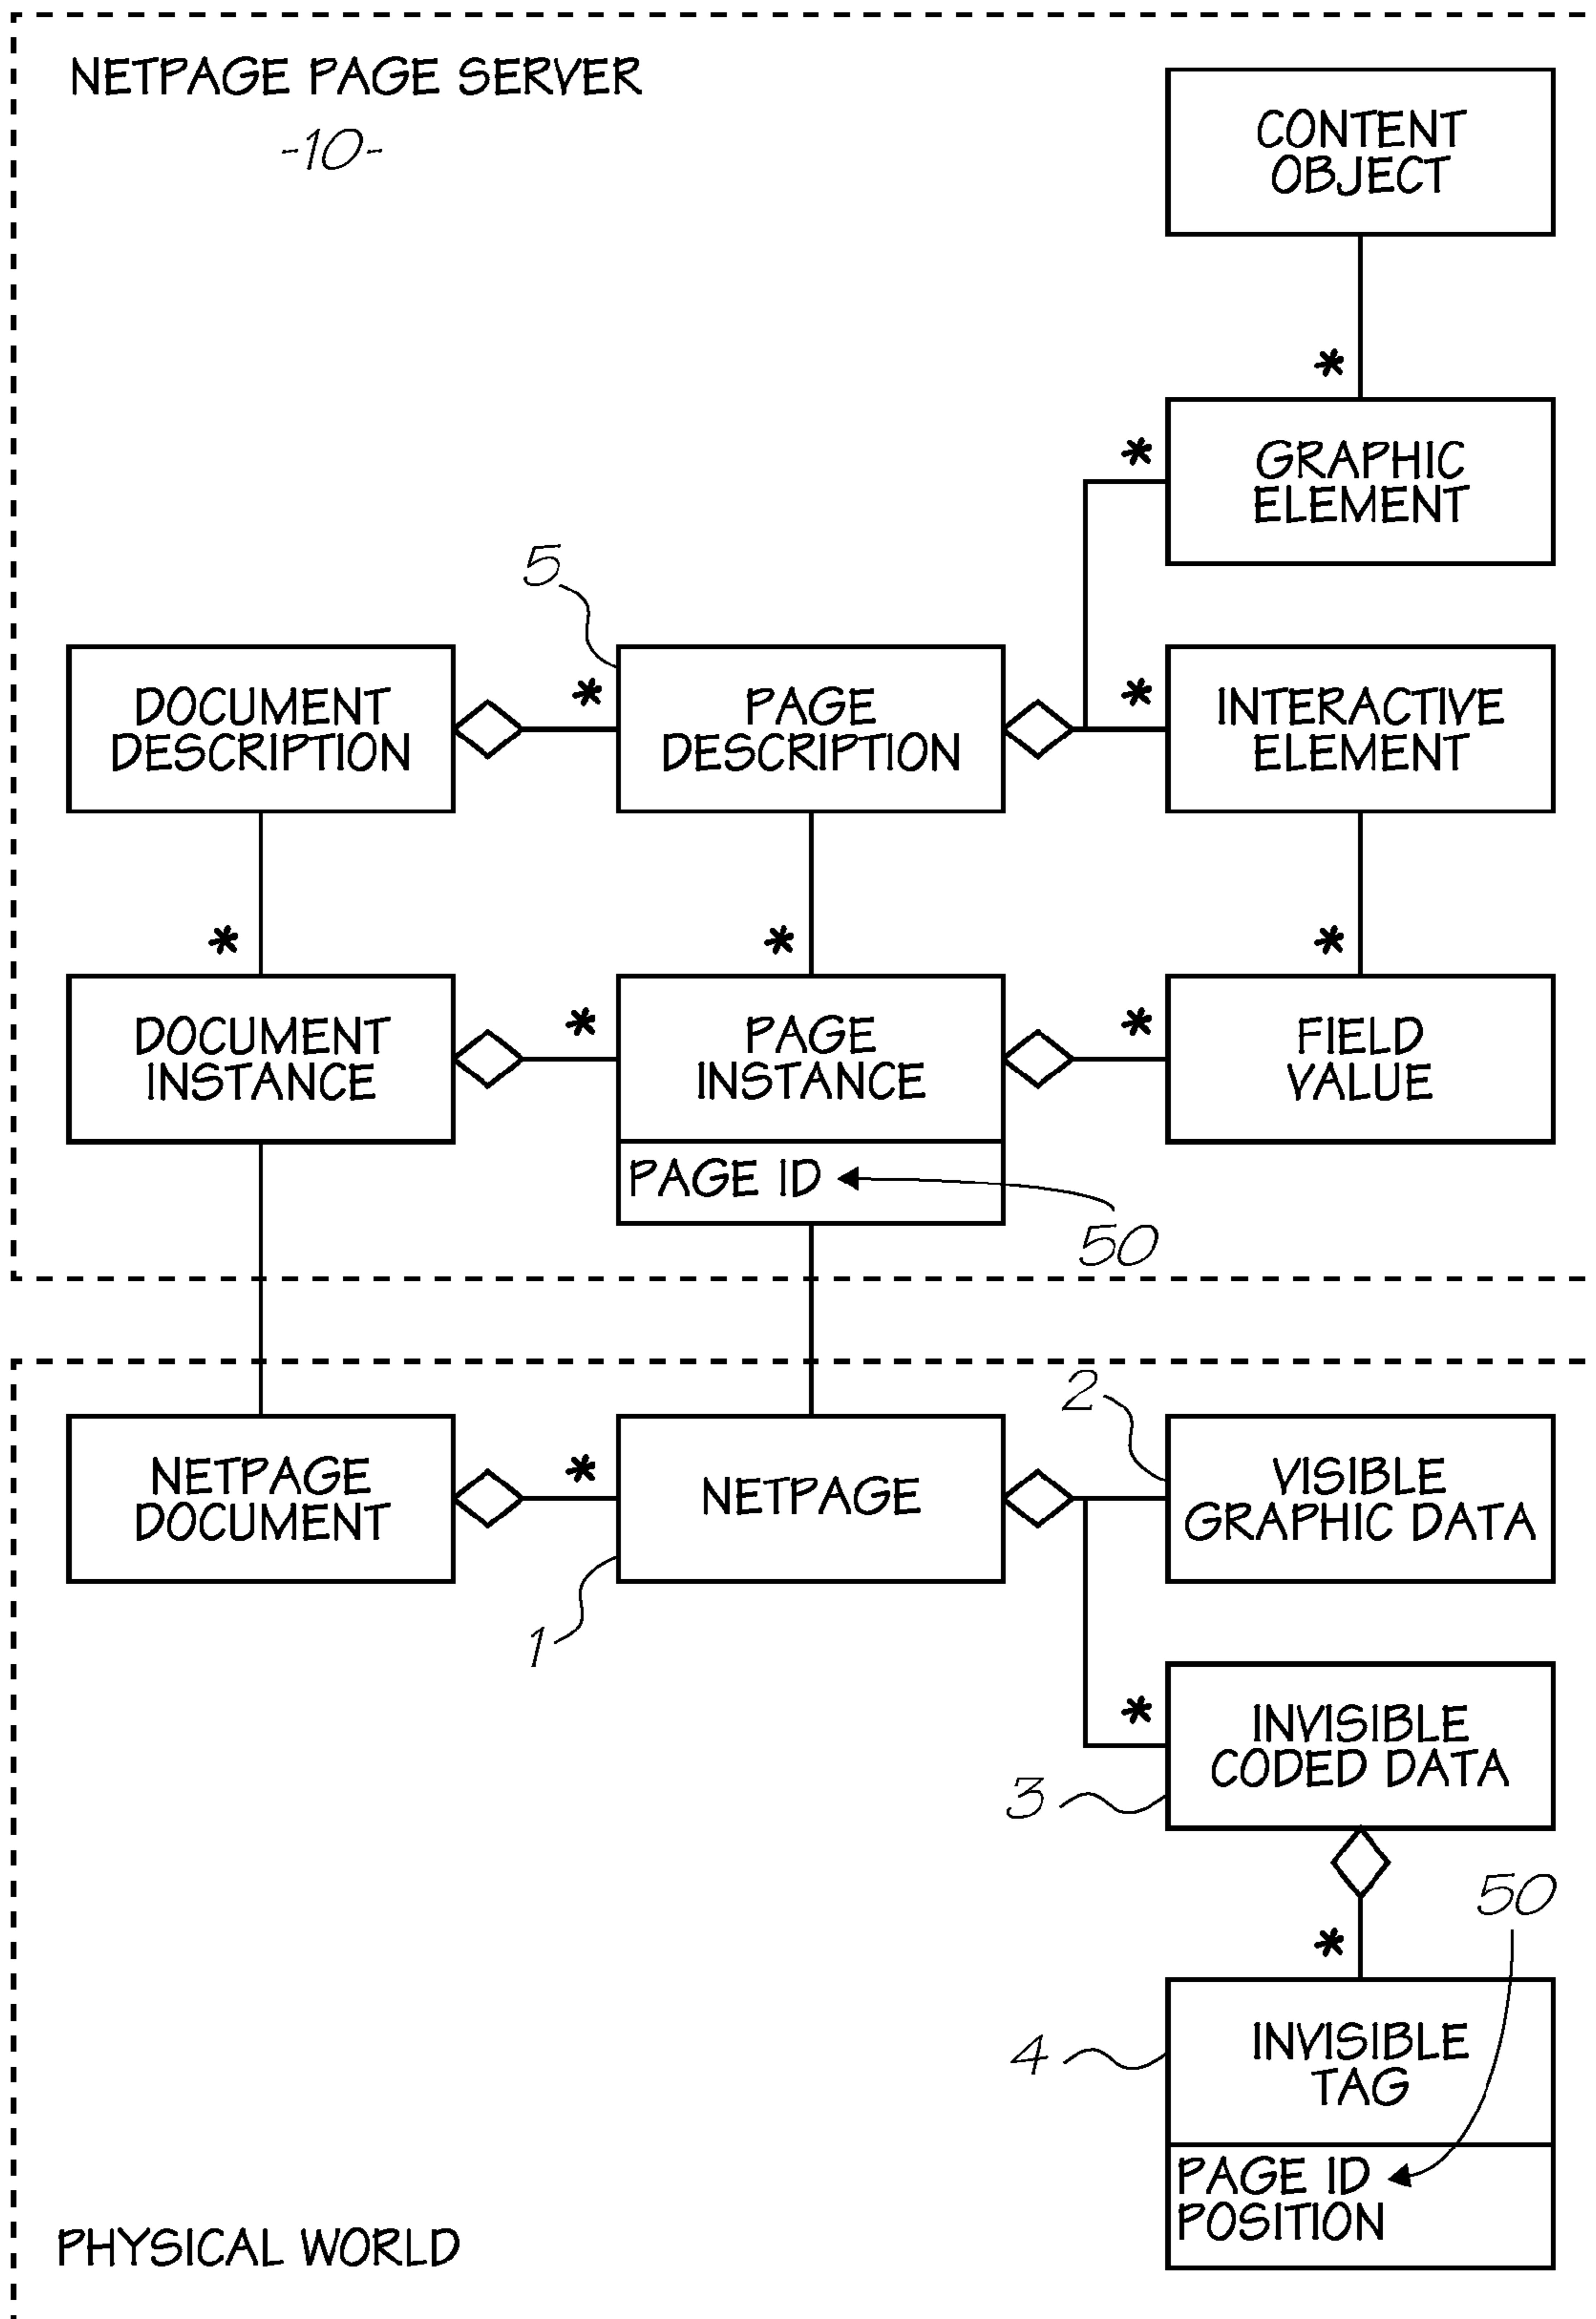 NETPAGE PAGE SERVER
-10-
CONTENT
OBJECT
*
*
GRAPHIC
ELEMENT
5
DOCUMENT
DESCRIPTION
*
PAGE
DESCRIPTION
*
INTERACTIVE
ELEMENT
*
*
*
DOCUMENT
INSTANCE
*
PAGE
INSTANCE
*
FIELD
VALUE
PAGE ID
50
2
NETPAGE
DOCUMENT
*
NETPAGE
VISIBLE
GRAPHIC DATA
1
*
INVISIBLE
CODED DATA
3
50
*
4
INVISIBLE
TAG
PAGE ID
POSITION
PHYSICAL WORLD